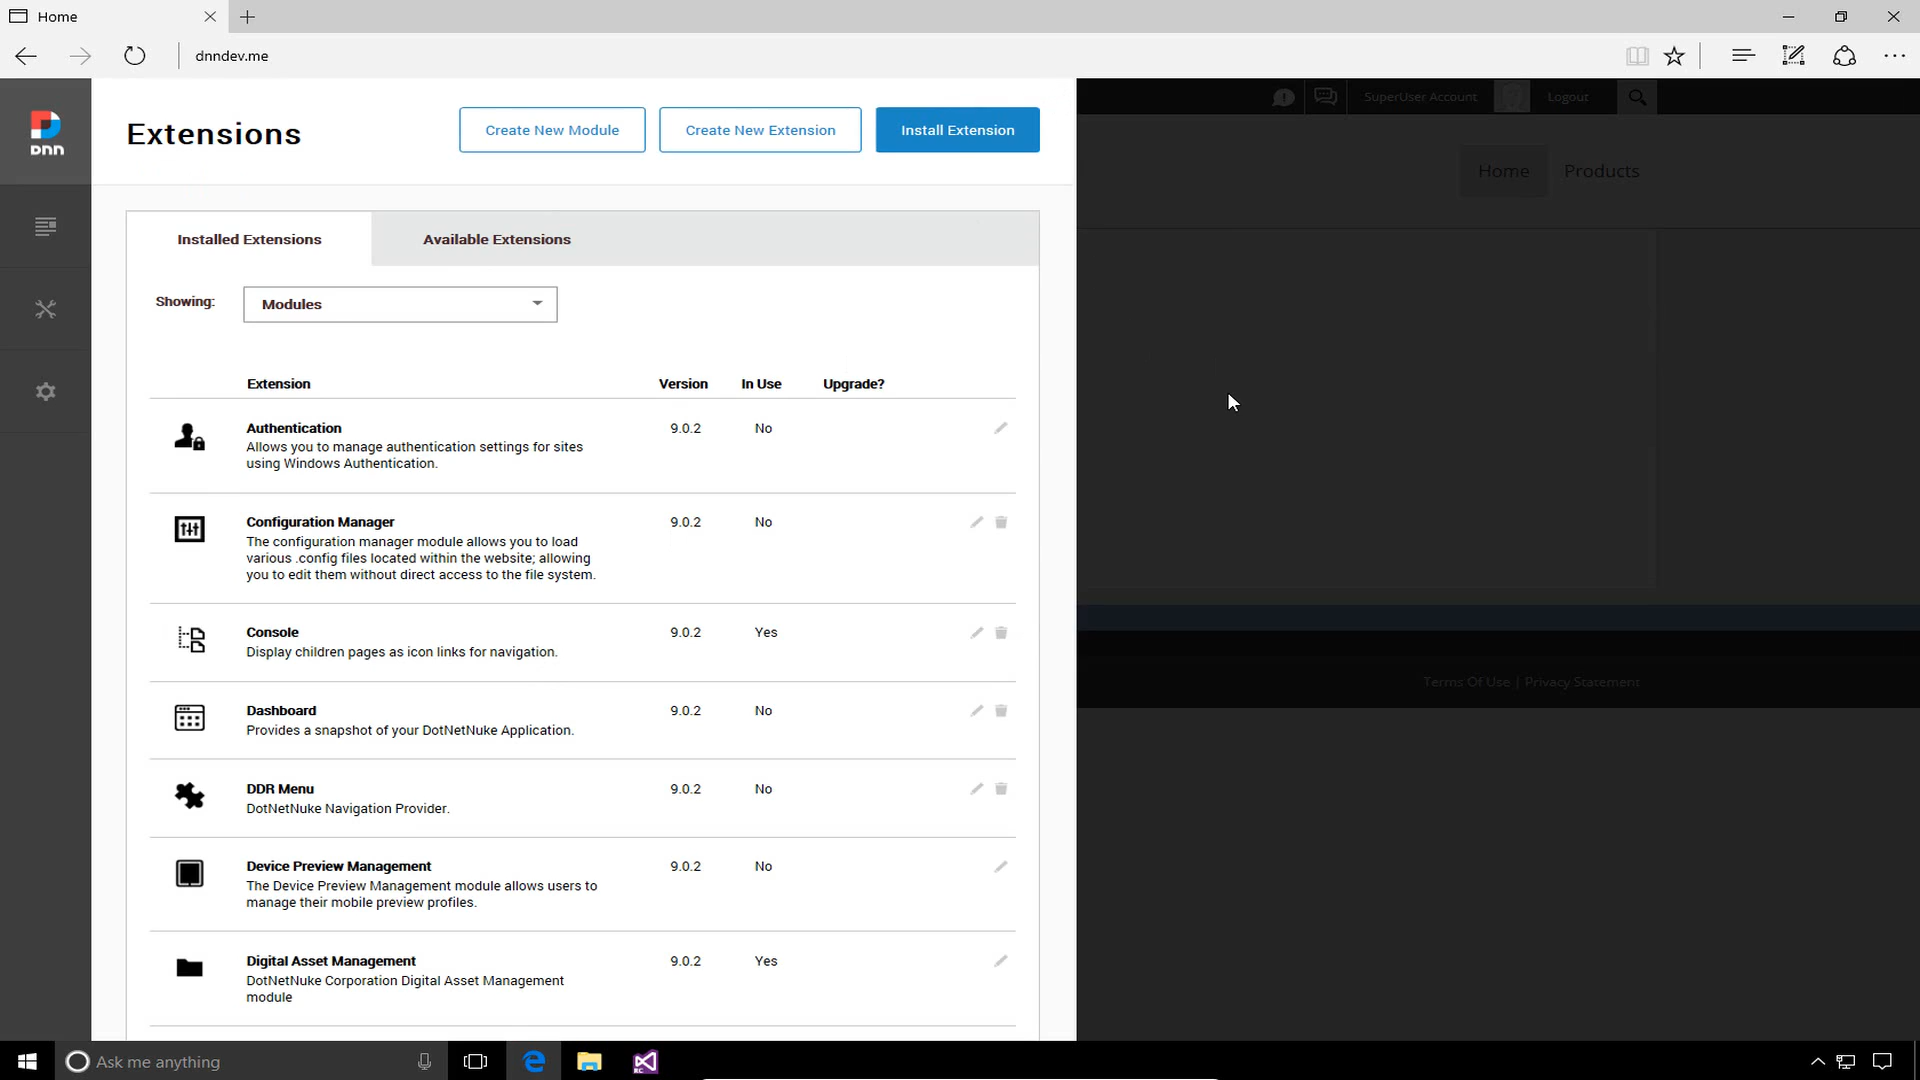 Home
dnndev.me
Dnn
SuperUser Account
Logout
Extensions
Create New Module
Create New Extension
Install Extension
Home
Products
Installed Extensions
Available Extensions
Showing:
Modules
Extension
Version
In Use
Upgrade?
Authentication
9.0.2
No
Allows you to manage authentication settings for sites
using Windows Authentication.
Configuration Manager
9.0.2
No
The configuration manager module allows you to load
various .config files located within the website; allowing
you to edit them without direct access to the file system.
Console
9.0.2
Yes
Display children pages as icon links for navigation.
Dashboard
9.0.2
No
Provides a snapshot of your DotNetNuke Application.
DDR Menu
9.0.2
No
DotNetNuke Navigation Provider.
Device Preview Management
9.0.2
No
The Device Preview Management module allows users to
manage their mobile preview profiles.
Digital Asset Management
9.0.2
Yes
DotNetNuke Corporation Digital Asset Management
module
Terms Of Use | Privacy Statement
Ask me anything
RC